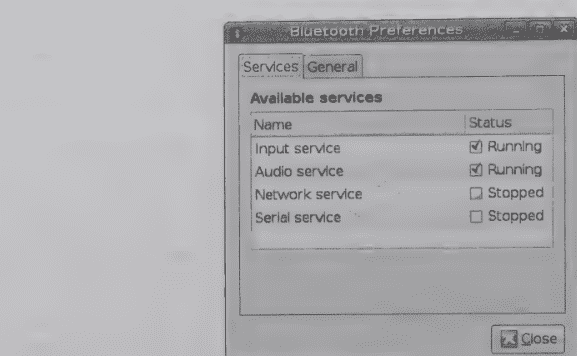 Bluetooth Preferences
Services General
Available services
Name Status
Input service Running
Audio service Running
Network service Stopped
Serial service Stopped
Close